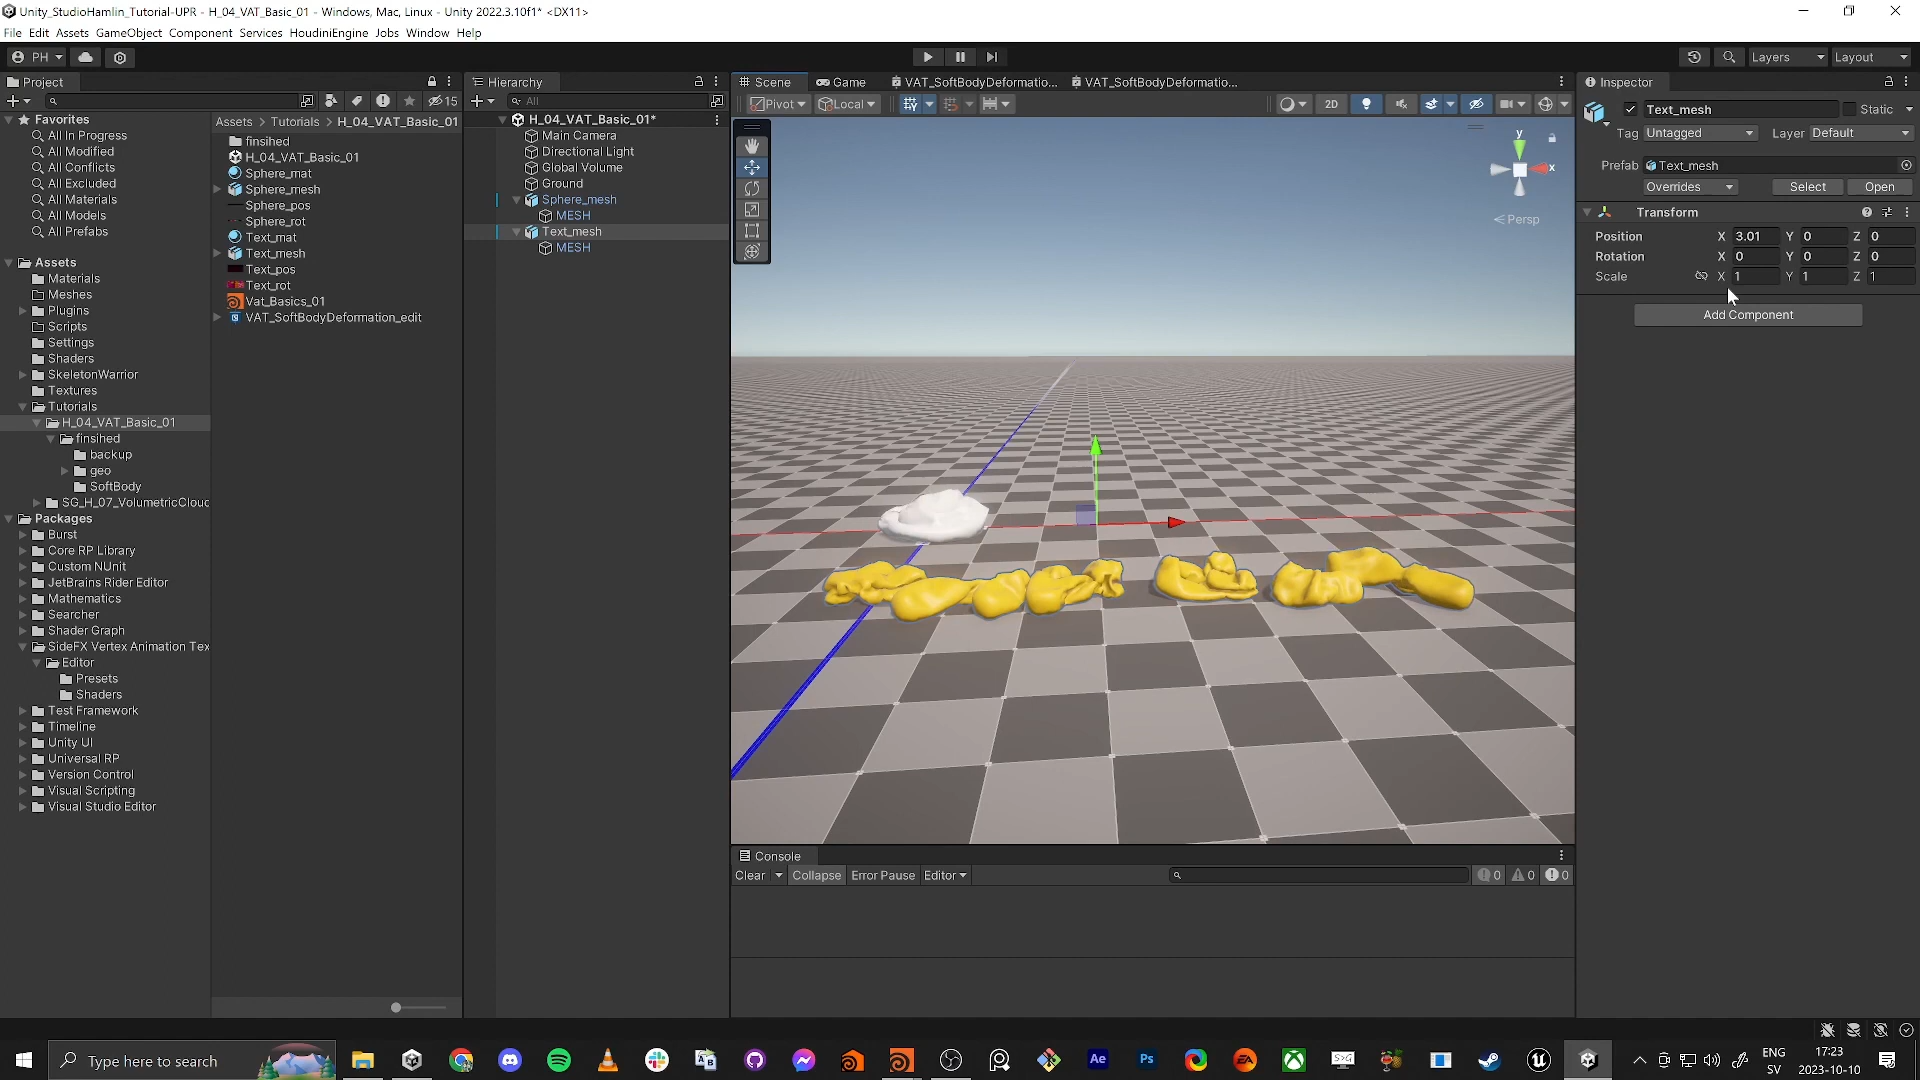 Unity_StudioHamlin_Tutorial-UPR - H_04_VAT_Basic_01 - Windows, Mac, Linux - Unity 2022.3.10f1* <DX11>
File Edit Assets GameObject Component Services HoudiniEngine Jobs Window Help
PH
Layers
Layout
Project
15
Favorites
All In Progress
All Modified
All Conflicts
All Excluded
All Materials
All Models
All Prefabs
Assets
Materials
Meshes
Plugins
Scripts
Settings
Shaders
SkeletonWarrior
Textures
Tutorials
H_04_VAT_Basic_01
finsihed
backup
geo
SoftBody
SG_H_07_VolumetricClouc
Packages
Burst
Core RP Library
Custom NUnit
JetBrains Rider Editor
Mathematics
Searcher
Shader Graph
SideFX Vertex Animation Tex
Editor
Presets
Shaders
Test Framework
Timeline
Unity UI
Universal RP
Version Control
Visual Scripting
Visual Studio Editor
Assets > Tutorials > H_04_VAT_Basic_01
finsihed
H_04_VAT_Basic_01
Sphere_mat
Sphere_mesh
Sphere_pos
Sphere_rot
Text_mat
Text_mesh
Text_pos
Text_rot
Vat_Basics_01
VAT_SoftBodyDeformation_edit
Hierarchy
All
H_04_VAT_Basic_01*
Main Camera
Directional Light
Global Volume
Ground
Sphere_mesh
MESH
Text_mesh
MESH
Scene Game VAT_SoftBodyDeformatio... VAT_SoftBodyDeformatio...
Pivot Local 2D
y
x
< Persp
Console
Clear Collapse Error Pause Editor 0 0 0
Inspector
Text_mesh Static
Tag Untagged Layer Default
Prefab Text_mesh
Overrides Select Open
Transform
Position X 3.01 Y 0 Z 0
Rotation X 0 Y 0 Z 0
Scale X 1 Y 1 Z 1
Add Component
Type here to search
Ae
Ps
EA
ENG
SV
17:23
2023-10-10